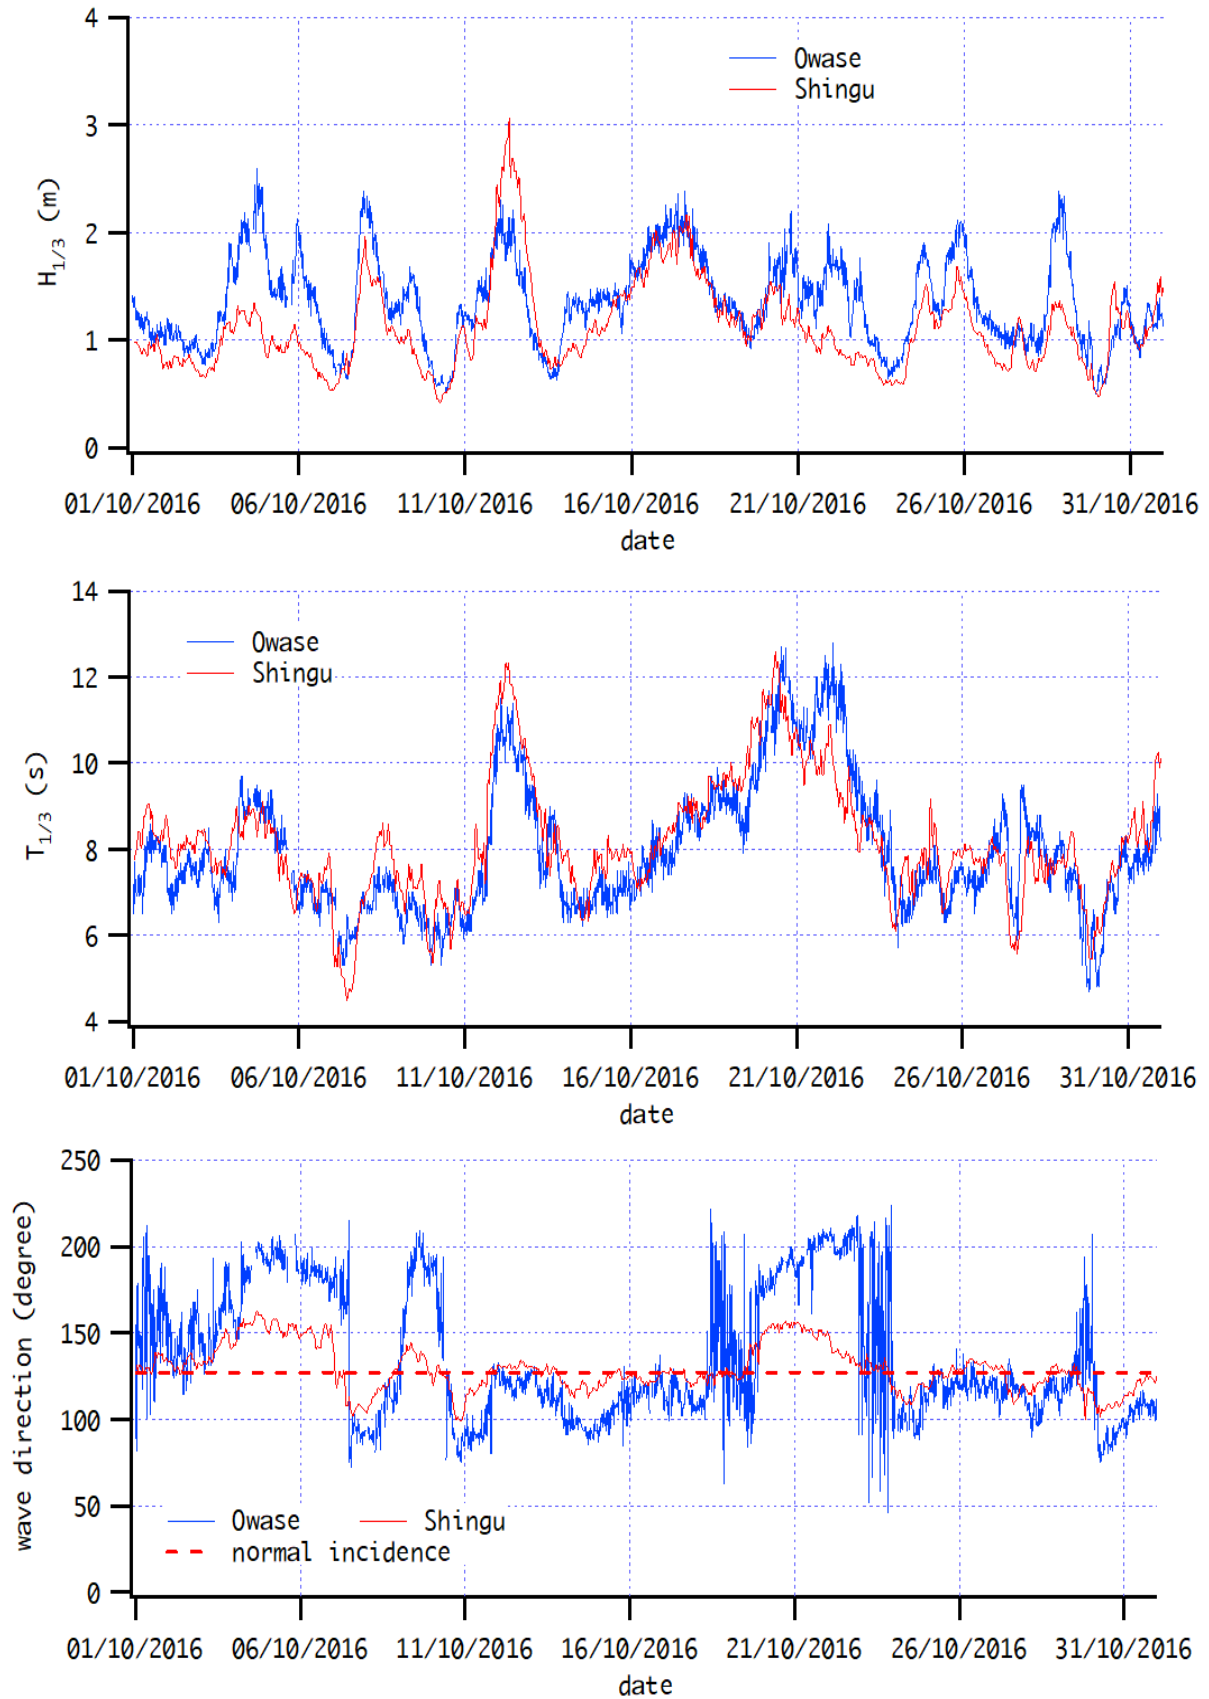 4
Owase
Shingu
3
2
1
0
H1/3 (m)
01/10/2016 06/10/2016 11/10/2016 16/10/2016 21/10/2016 26/10/2016 31/10/2016
date
14
Owase
Shingu
12
10
8
6
4
T1/3 (s)
01/10/2016 06/10/2016 11/10/2016 16/10/2016 21/10/2016 26/10/2016 31/10/2016
date
250
200
150
100
50
0
wave direction (degree)
Owase Shingu
normal incidence
01/10/2016 06/10/2016 11/10/2016 16/10/2016 21/10/2016 26/10/2016 31/10/2016
date